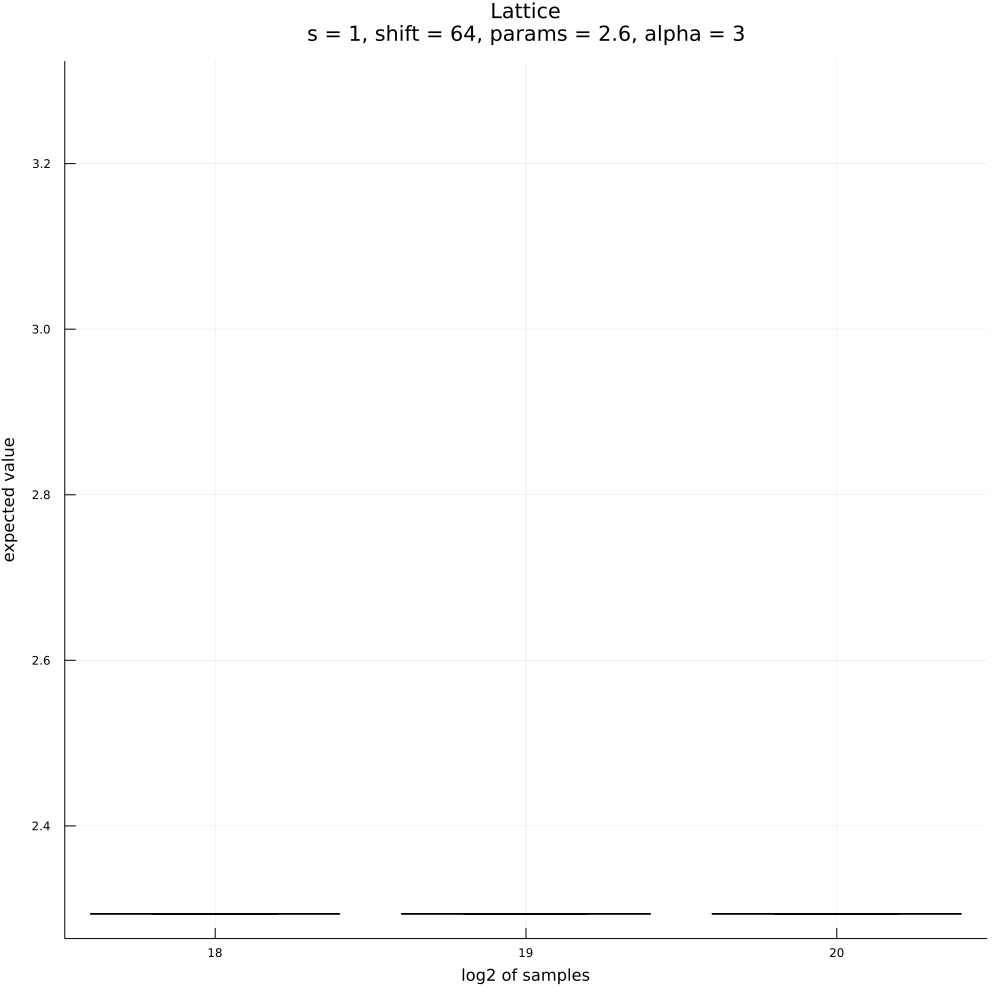 Lattice
s = 1, shift = 64, params = 2.6, alpha = 3
expected value
3.2
3.0
2.8
2.6
2.4
18
19
20
log2 of samples